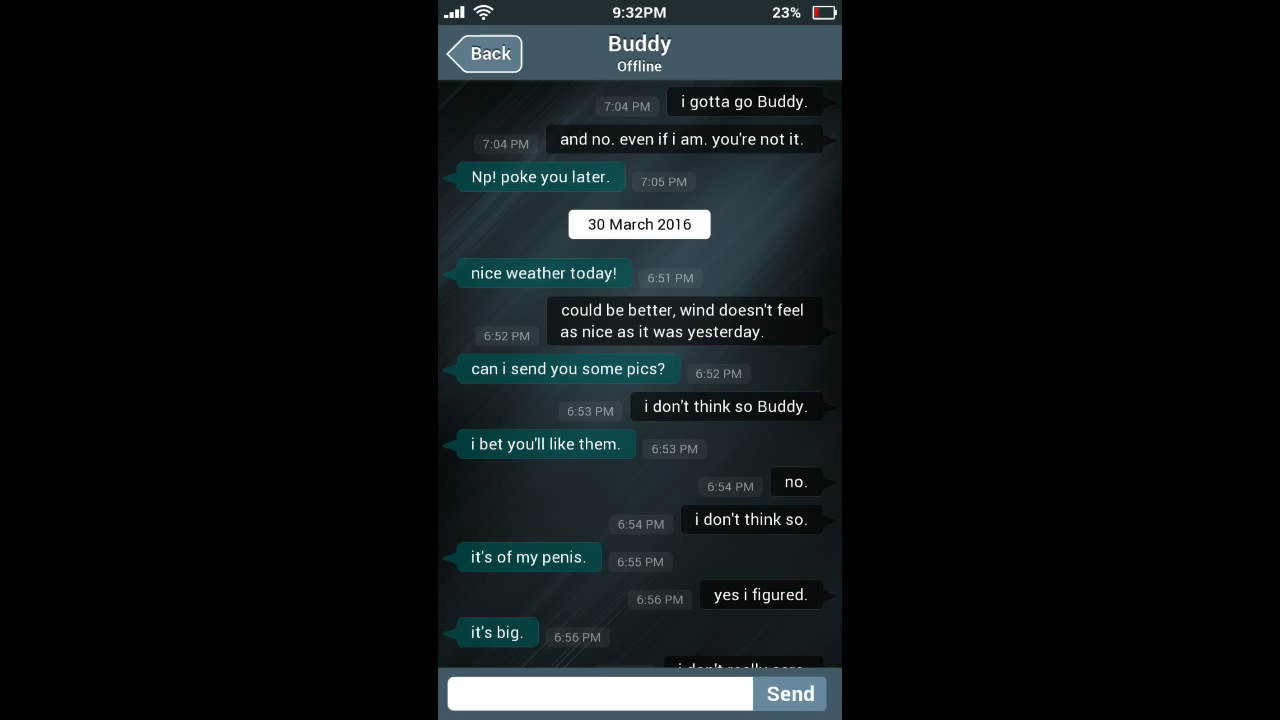 9:32PM
23%
Back
Buddy
Offline
7:04 PM
i gotta go Buddy.
7:04 PM
and no. even if i am. you're not it.
Np! poke you later.
7:05 PM
30 March 2016
nice weather today!
6:51 PM
could be better, wind doesn't feel
as nice as it was yesterday.
6:52 PM
can i send you some pics?
6:52 PM
6:53 PM
i don't think so Buddy.
i bet you'll like them.
6:53 PM
6:54 PM
no.
6:54 PM
i don't think so.
it's of my penis.
6:55 PM
6:56 PM
yes i figured.
it's big.
6:56 PM
i don't really care.
Send